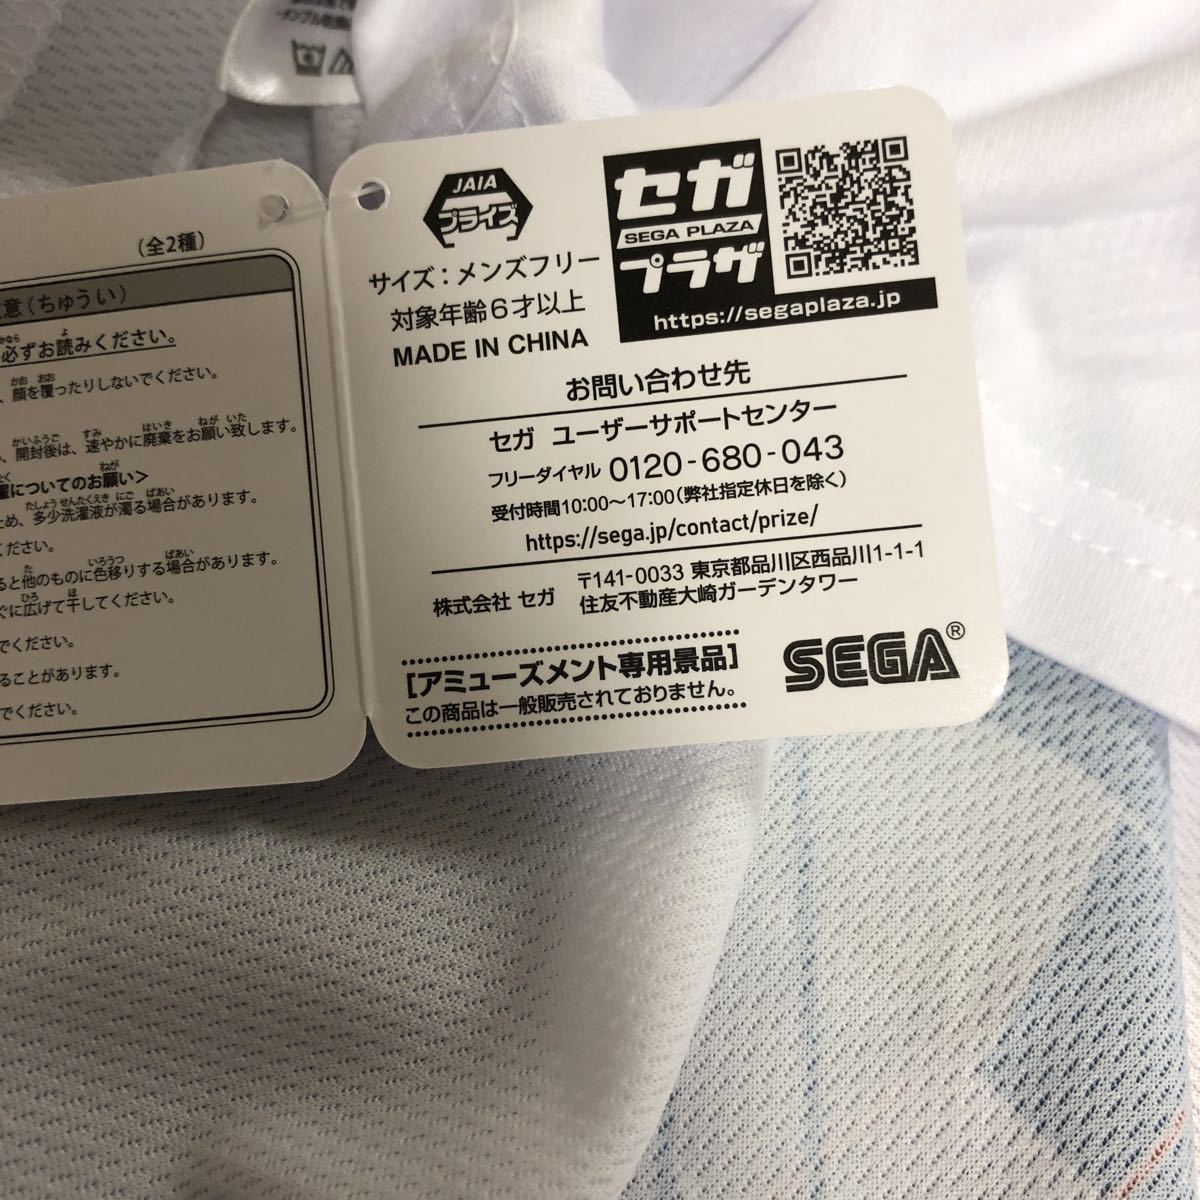 ・タンブル乾燥
(全2種)
意(ちゅうい)
必ずお読みください。
、顔を覆ったりしないでください。
、開封後は、速やかに廃棄をお願い致します。
についてのお願い>
ため、多少洗濯液が濁る場合があります。
ください。
ると他のものに色移りする場合があります。
ぐに広げて干してください。
でください。
ることがあります。
でください。
JAIA
プライズ
サイズ：メンズフリー
対象年齢6才以上
MADE IN CHINA
セガ
SEGA PLAZA
プラザ
https://segaplaza.jp
お問い合わせ先
セガ ユーザーサポートセンター
フリーダイヤル 0120-680-043
受付時間10:00～17:00(弊社指定休日を除く)
https://sega.jp/contact/prize/
株式会社 セガ
〒141-0033 東京都品川区西品川1-1-1
住友不動産大崎ガーデンタワー
[アミューズメント専用景品]
この商品は一般販売されておりません。
SEGA®